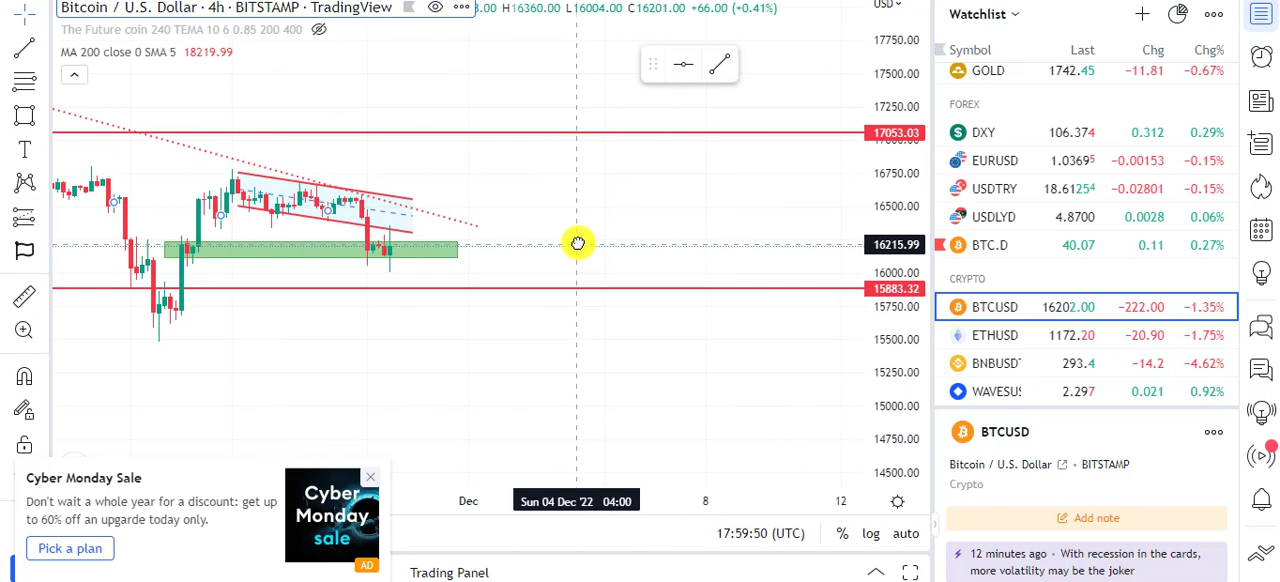 Bitcoin / U.S. Dollar · 4h · BITSTAMP · TradingView
8.00 H16360.00 L16004.00 C16201.00 +66.00 (+0.41%)
The Future coin 240 TEMA 10 6 0.85 200 400
MA 200 close 0 SMA 5 18219.99
USD
17750.00
17500.00
17250.00
17053.03
17000.00
16750.00
16500.00
16215.99
16000.00
15883.32
15750.00
15500.00
15250.00
15000.00
14750.00
14500.00
Dec
Sun 04 Dec '22 04:00
8
12
17:59:50 (UTC)
%
log
auto
Trading Panel
Cyber Monday Sale
Don't wait a whole year for a discount: get up
to 60% off an upgarde today only.
Pick a plan
Cyber
Monday
sale
AD
Watchlist
Symbol Last Chg Chg%
GOLD 1742.45 −11.81 −0.67%
FOREX
DXY 106.374 0.312 0.29%
EURUSD 1.03695 −0.00153 −0.15%
USDTRY 18.61254 −0.02801 −0.15%
USDLYD 4.8700 0.0028 0.06%
BTC.D 40.07 0.11 0.27%
CRYPTO
BTCUSD 16202.00 −222.00 −1.35%
ETHUSD 1172.20 −20.90 −1.75%
BNBUSD 293.4 −14.2 −4.62%
WAVESU 2.297 0.021 0.92%
BTCUSD
Bitcoin / U.S. Dollar · BITSTAMP
Crypto
Add note
12 minutes ago · With recession in the cards,
more volatility may be the joker